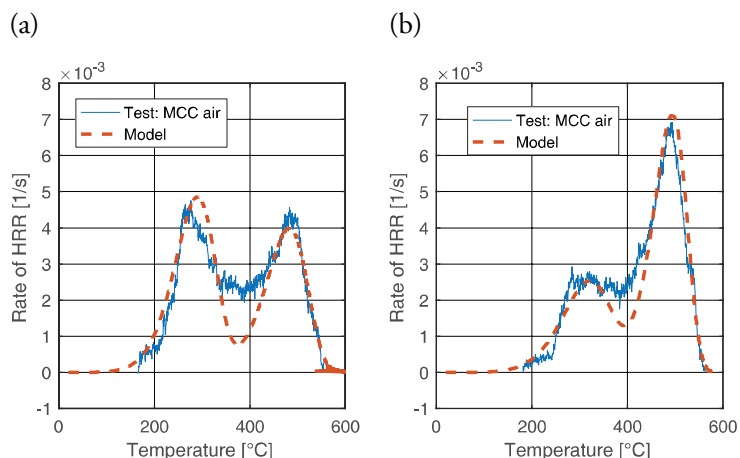 (a)
×10⁻³
8
7
6
5
4
3
2
1
0
-1
Rate of HRR [1/s]
Test: MCC air
Model
0 200 400 600
Temperature [°C]
(b)
×10⁻³
8
7
6
5
4
3
2
1
0
-1
Rate of HRR [1/s]
Test: MCC air
Model
0 200 400 600
Temperature [°C]